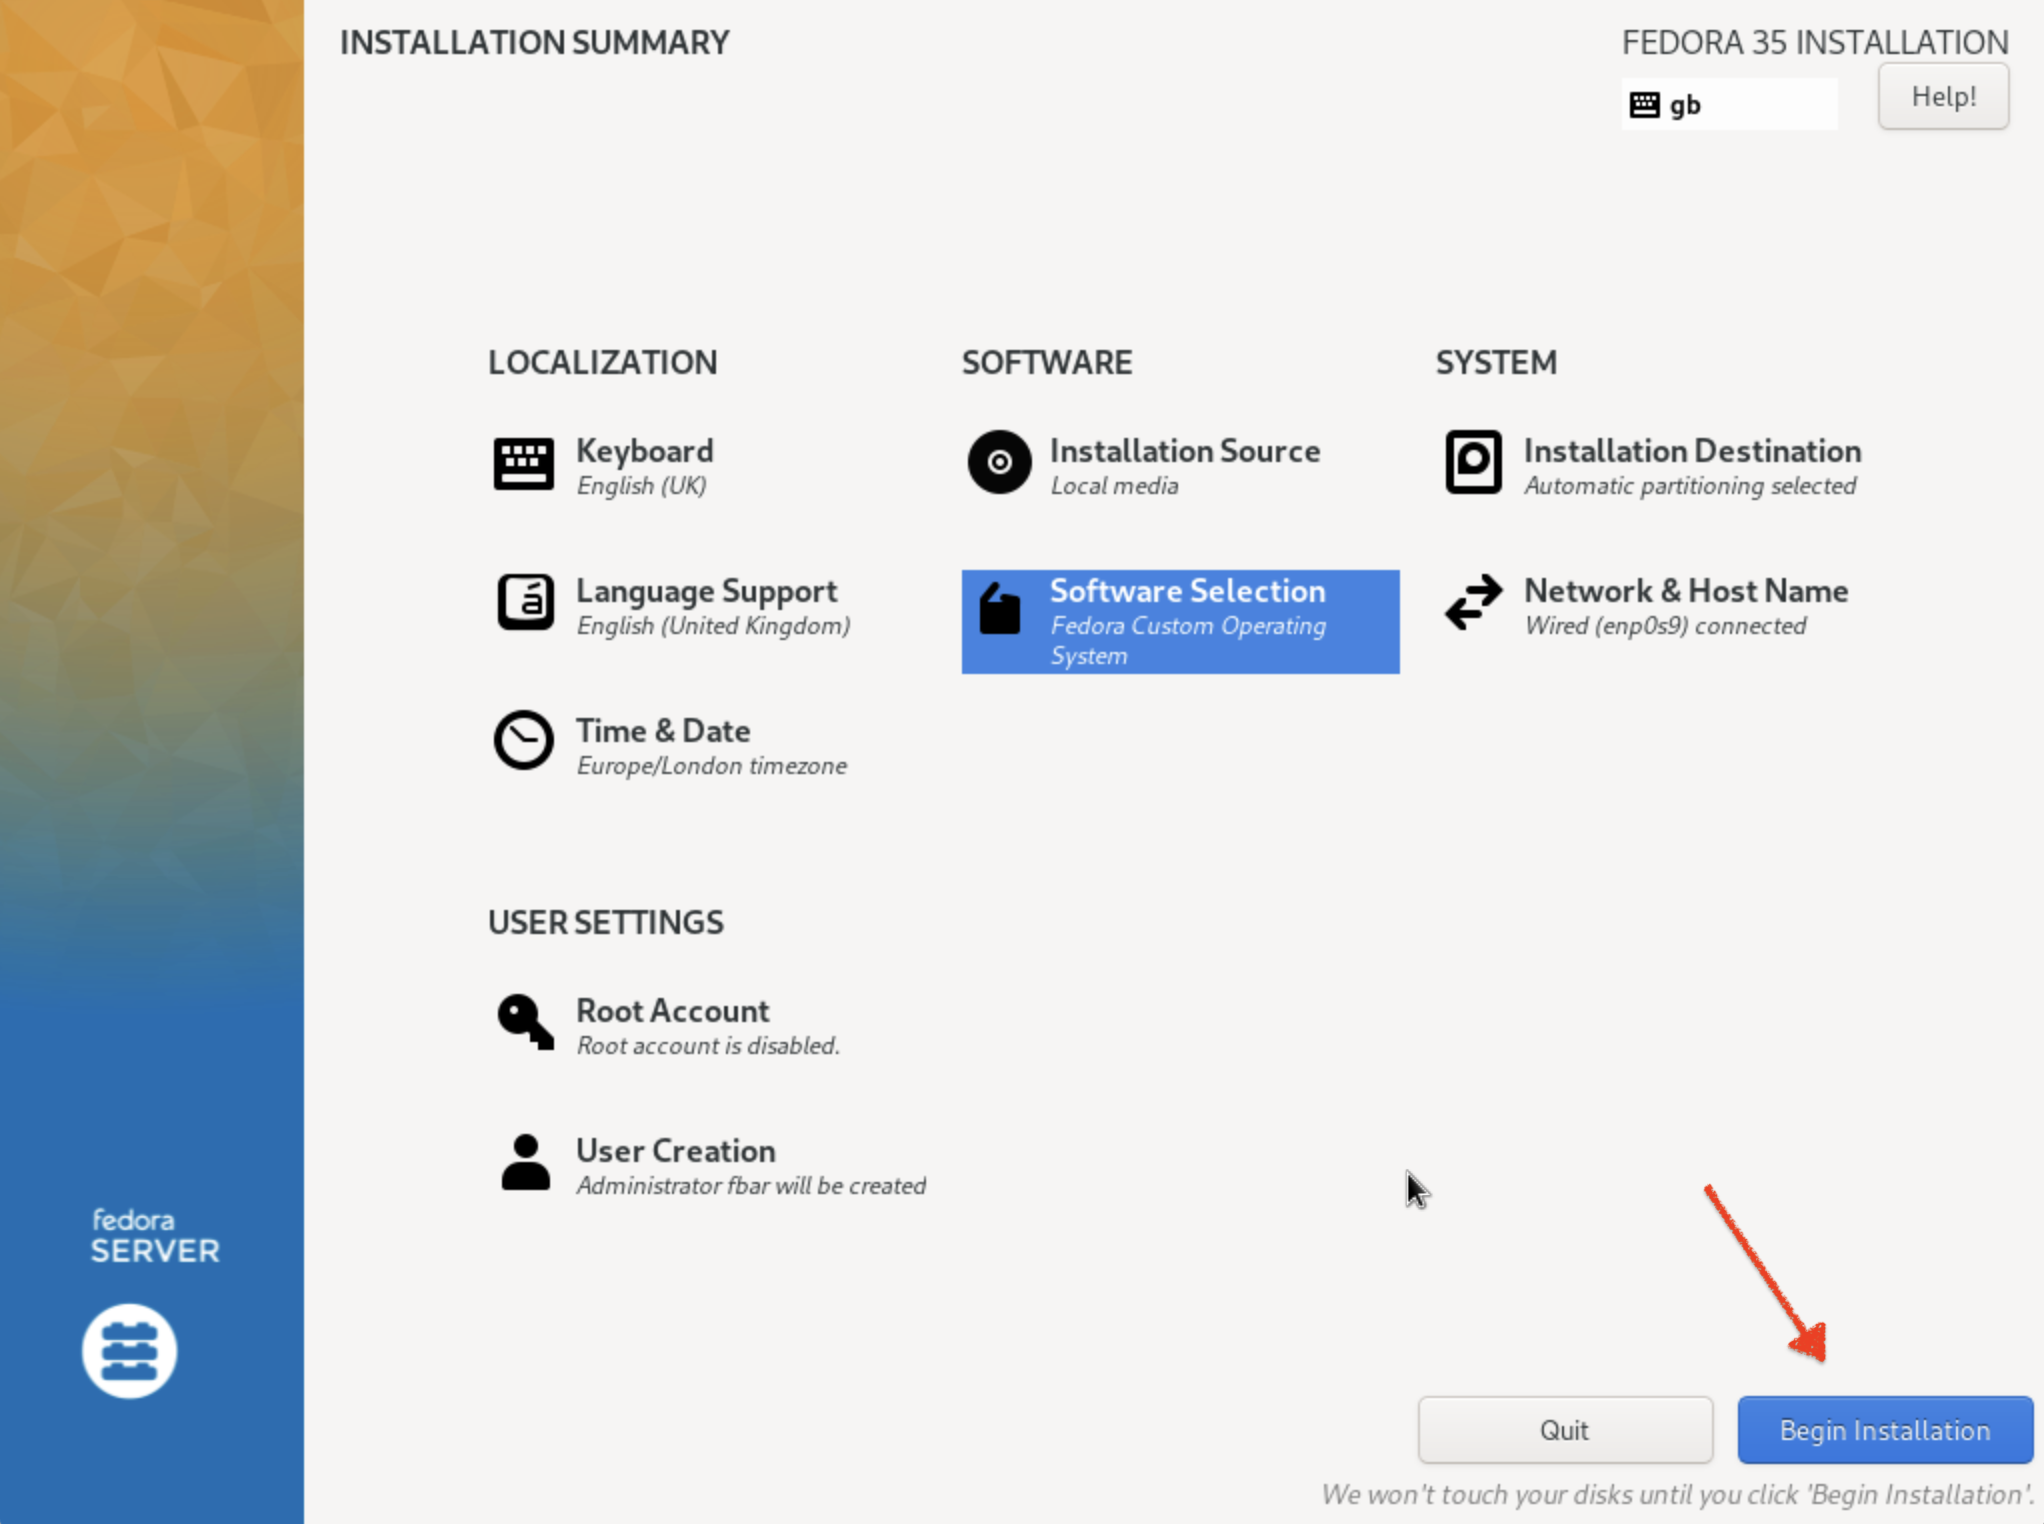 INSTALLATION SUMMARY
FEDORA 35 INSTALLATION
gb
Help!
LOCALIZATION
Keyboard
English (UK)
Language Support
English (United Kingdom)
Time & Date
Europe/London timezone
SOFTWARE
Installation Source
Local media
Software Selection
Fedora Custom Operating
System
SYSTEM
Installation Destination
Automatic partitioning selected
Network & Host Name
Wired (enp0s9) connected
USER SETTINGS
Root Account
Root account is disabled.
User Creation
Administrator fbar will be created
fedora
SERVER
Quit
Begin Installation
We won't touch your disks until you click 'Begin Installation'.